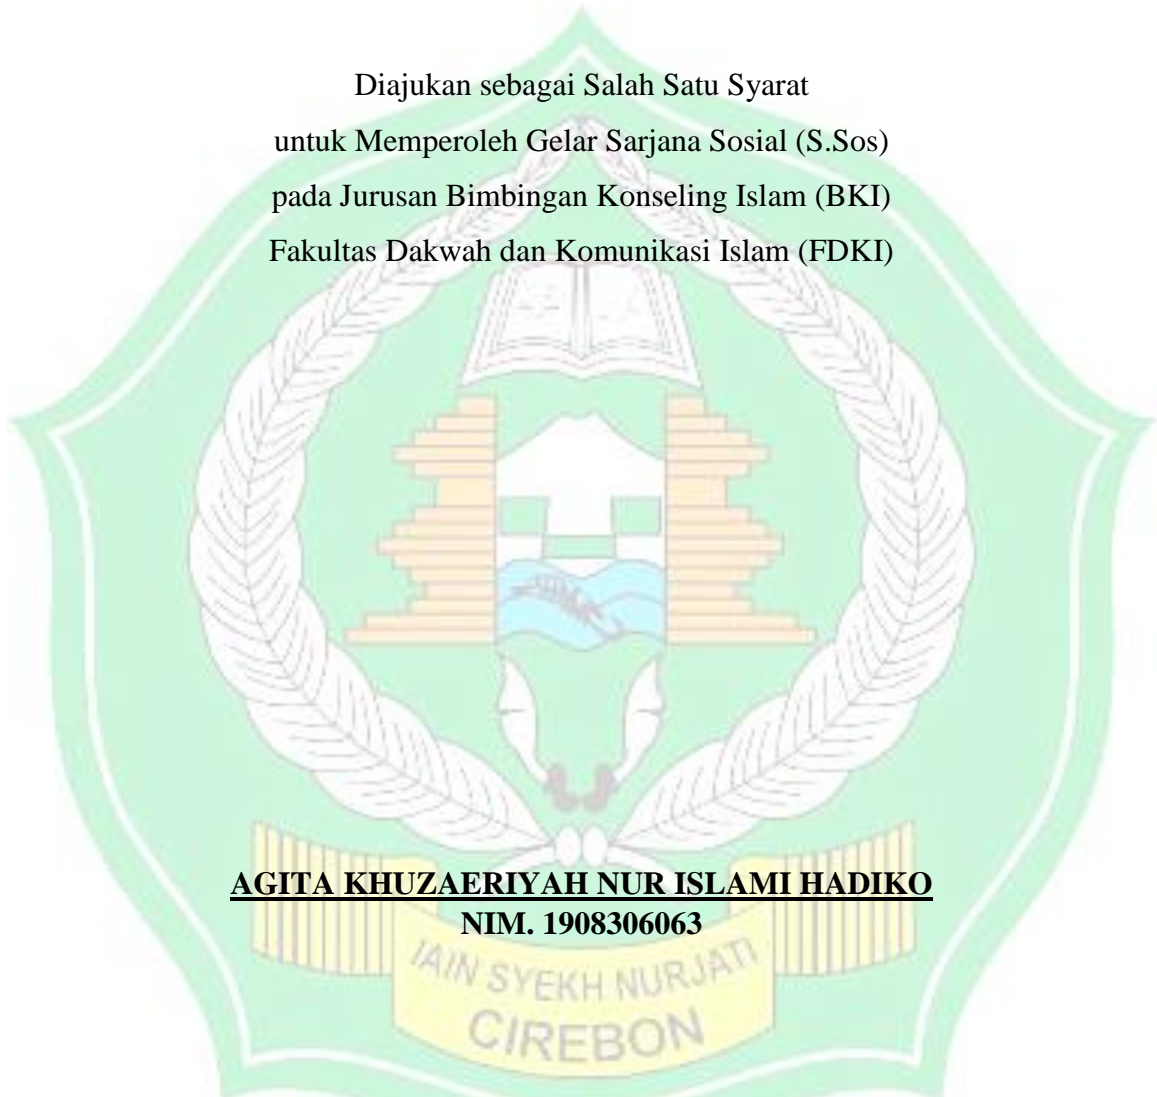 Diajukan sebagai Salah Satu Syarat
untuk Memperoleh Gelar Sarjana Sosial (S.Sos)
pada Jurusan Bimbingan Konseling Islam (BKI)
Fakultas Dakwah dan Komunikasi Islam (FDKI)
AGITA KHUZAERIYAH NUR ISLAMI HADIKO
NIM. 1908306063
IAIN SYEKH NURJATI
CIREBON